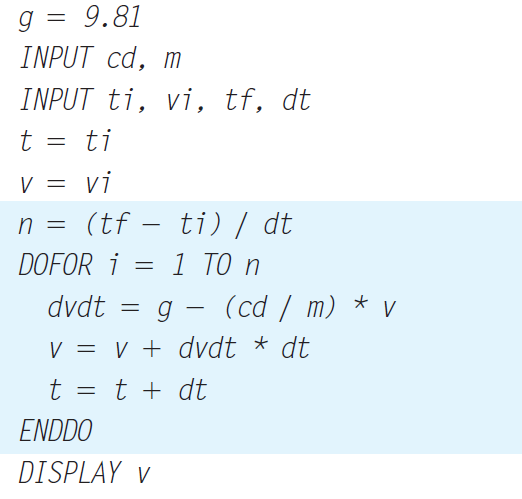 g = 9.81
INPUT cd, m
INPUT ti, vi, tf, dt
t = ti
v = vi
n = (tf − ti) / dt
DOFOR i = 1 TO n
  dvdt = g − (cd / m) * v
  v = v + dvdt * dt
  t = t + dt
ENDDO
DISPLAY v